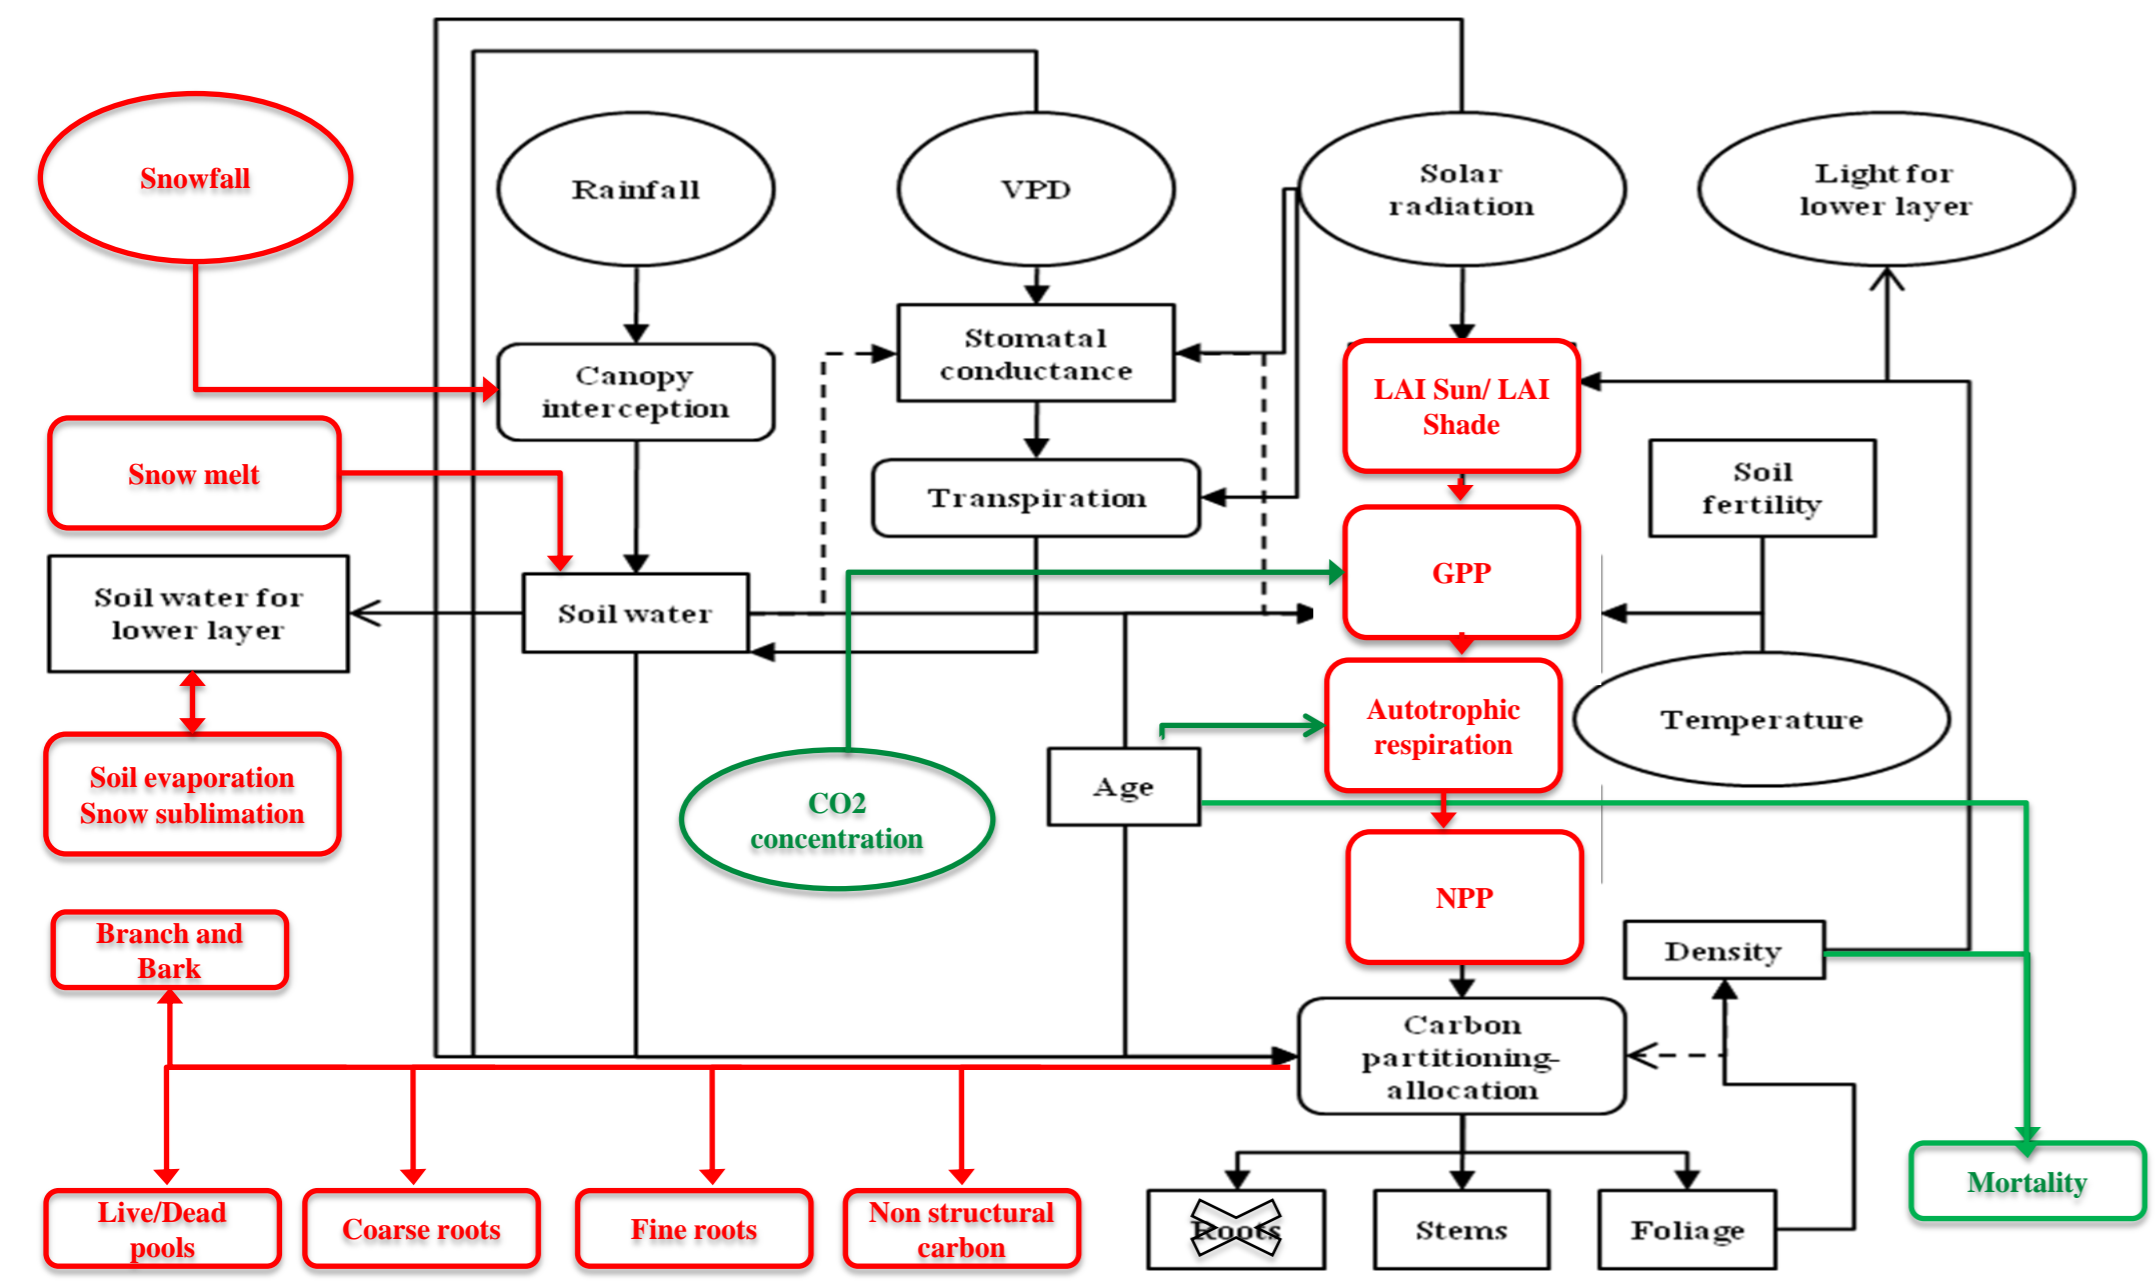 Snowfall
Rainfall
VPD
Solar
radiation
Light for
lower layer
Stomatal
conductance
Canopy
interception
LAI Sun/ LAI
Shade
Snow melt
Transpiration
Soil
fertility
GPP
Soil water for
lower layer
Soil water
Autotrophic
respiration
Temperature
Soil evaporation
Snow sublimation
CO2
concentration
Age
NPP
Branch and
Bark
Density
Carbon
partitioning-
allocation
Mortality
Live/Dead
pools
Coarse roots
Fine roots
Non structural
carbon
Roots
Stems
Foliage